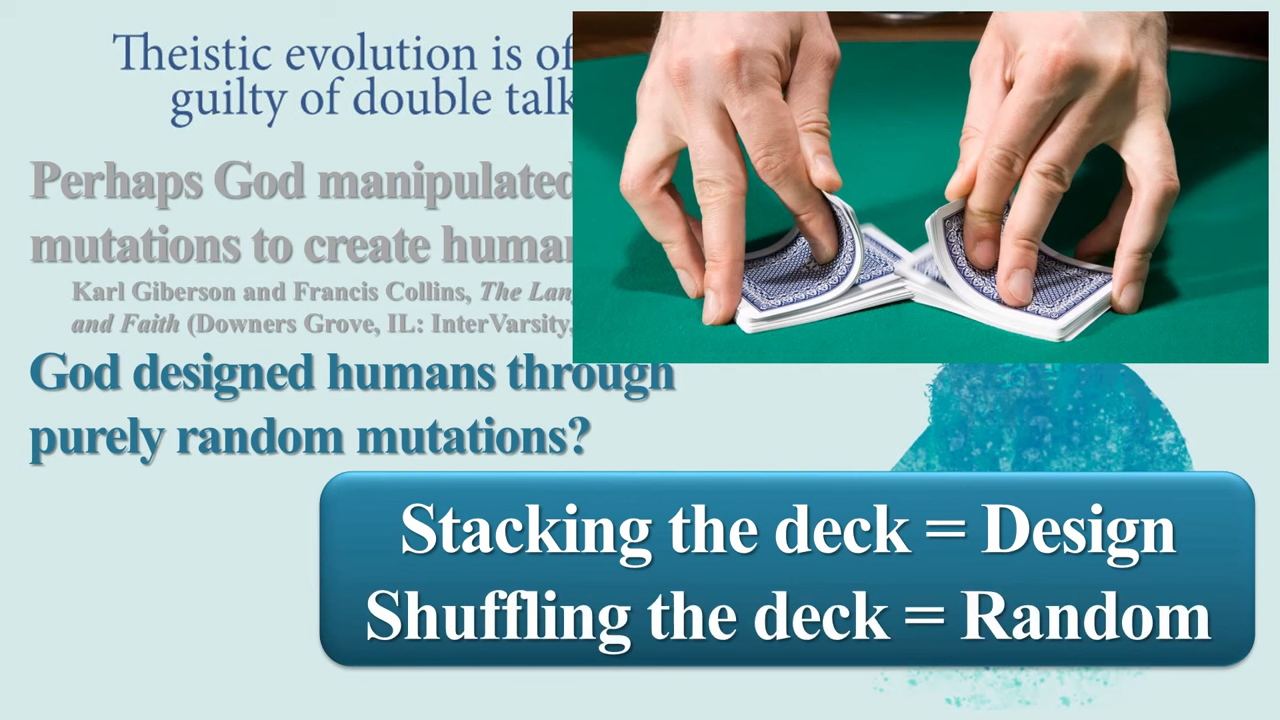 Theistic evolution is of
guilty of double talk
Perhaps God manipulated
mutations to create human
Karl Giberson and Francis Collins, The Lan
and Faith (Downers Grove, IL: InterVarsity,
God designed humans through
purely random mutations?
Stacking the deck = Design
Shuffling the deck = Random